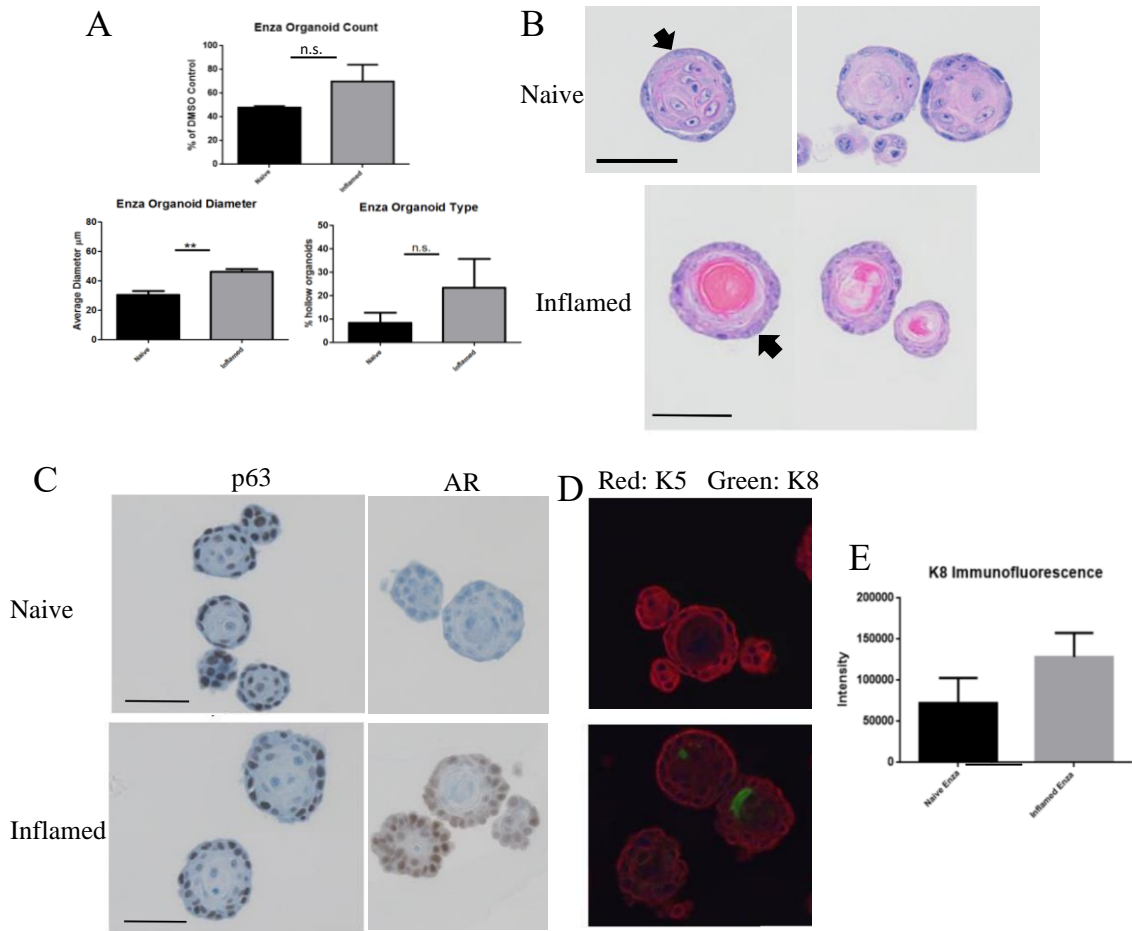 A
Enza Organoid Count
n.s.
% of DMSO Control
100
80
60
40
20
0
Naive
Inflamed
Enza Organoid Diameter
**
Average Diameter μm
80
60
40
20
0
Naive
Inflamed
Enza Organoid Type
n.s.
% hollow organoids
50
40
30
20
10
0
Naive
Inflamed
B
Naive
Inflamed
C
p63
AR
Naive
Inflamed
D
Red: K5 Green: K8
E
K8 Immunofluorescence
Intensity
200000
150000
100000
50000
0
Naive Enza
Inflamed Enza